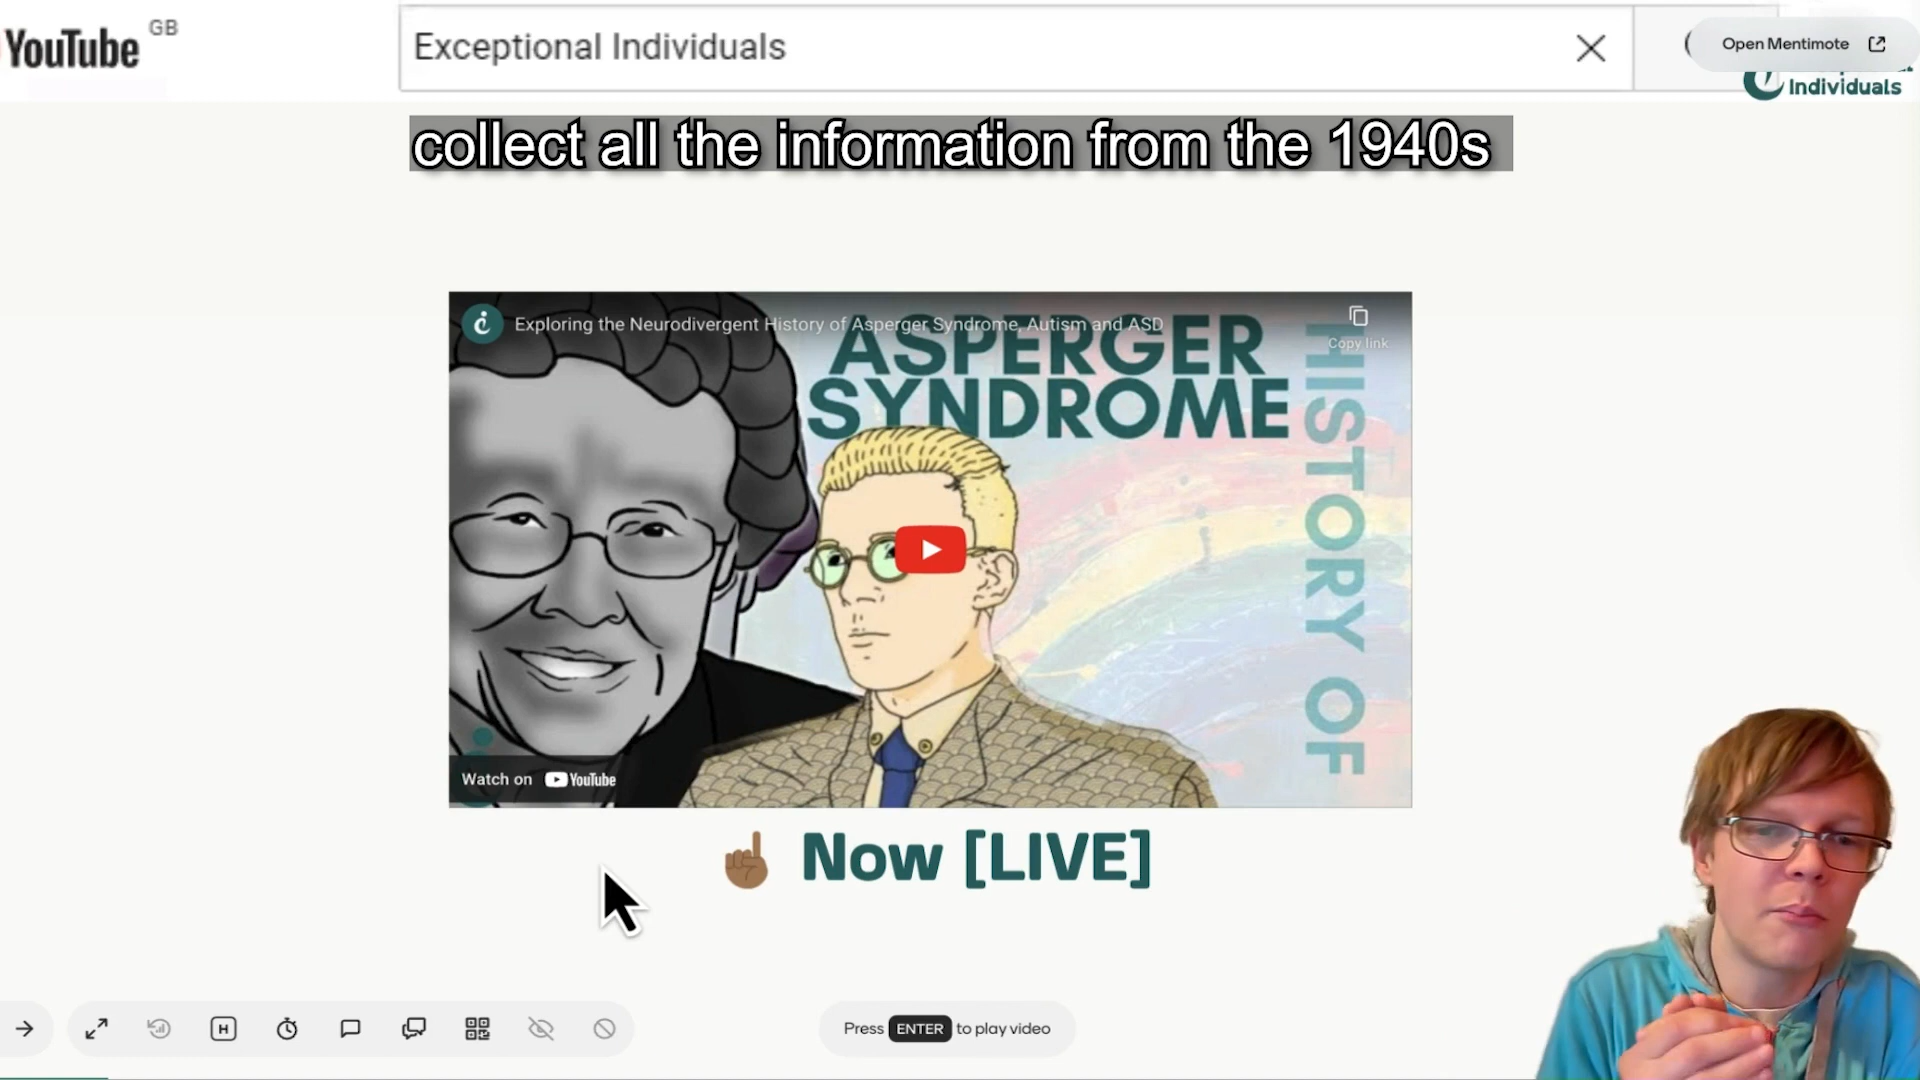 YouTube GB
Exceptional Individuals
Open Mentimote
Individuals
collect all the information from the 1940s
Exploring the Neurodivergent History of Asperger Syndrome, Autism and ASD
Copy link
ASPERGER
SYNDROME
HISTORY OF
Watch on YouTube
Now [LIVE]
H
Press ENTER to play video